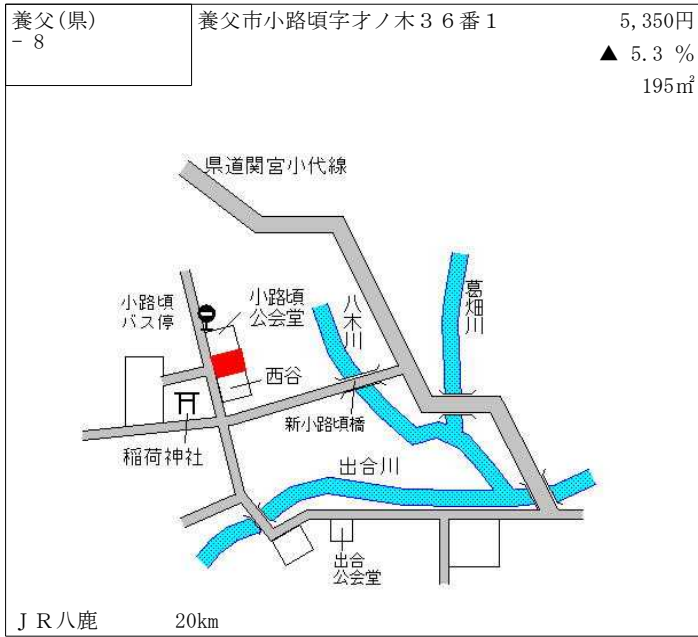 養父(県)
－8
養父市小路頃字才ノ木３６番１
5,350円
▲ 5.3 %
195㎡
県道関宮小代線
小路頃
バス停
小路頃
公会堂
八木川
葛畑川
西谷
新小路頃橋
稲荷神社
出合川
出合
公会堂
ＪＲ八鹿
20km